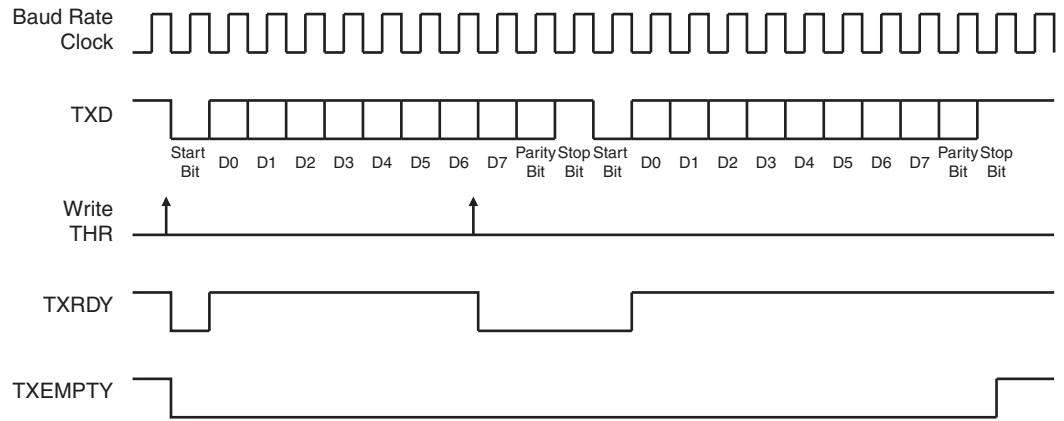 Baud Rate
Clock
TXD
Start Bit D0 D1 D2 D3 D4 D5 D6 D7 Parity Bit Stop Bit Start Bit D0 D1 D2 D3 D4 D5 D6 D7 Parity Bit Stop Bit
Write
THR
TXRDY
TXEMPTY